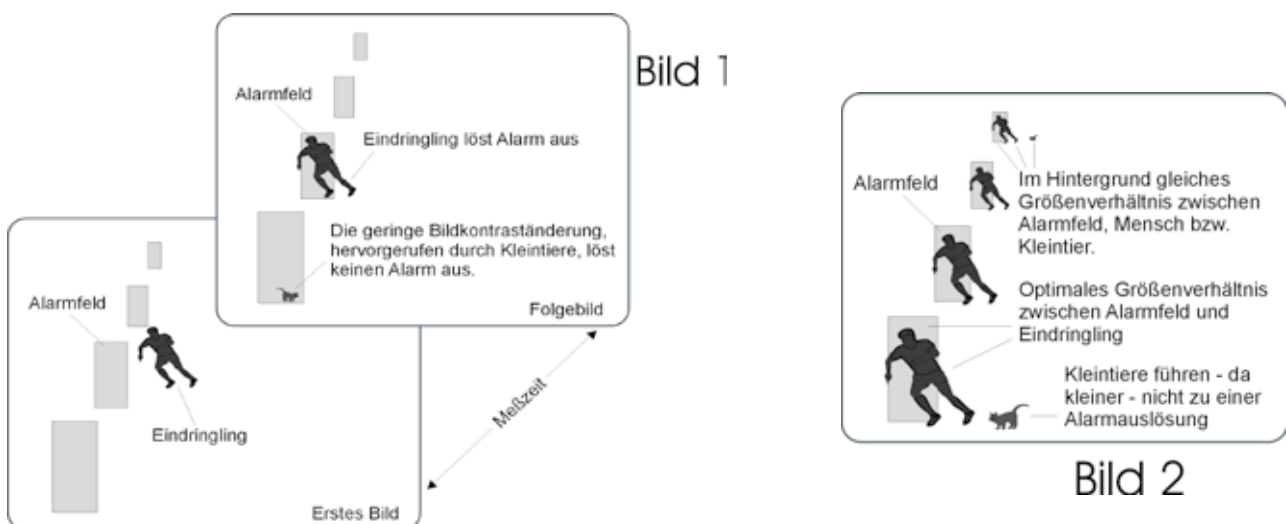 Bild 1
Alarmfeld
Eindringling löst Alarm aus
Die geringe Bildkontraständerung,
hervorgerufen durch Kleintiere, löst
keinen Alarm aus.
Folgebild
Alarmfeld
Eindringling
Erstes Bild
Meßzeit
Alarmfeld
Im Hintergrund gleiches
Größenverhältnis zwischen
Alarmfeld, Mensch bzw.
Kleintier.
Optimales Größenverhältnis
zwischen Alarmfeld und
Eindringling
Kleintiere führen - da
kleiner - nicht zu einer
Alarmauslösung
Bild 2